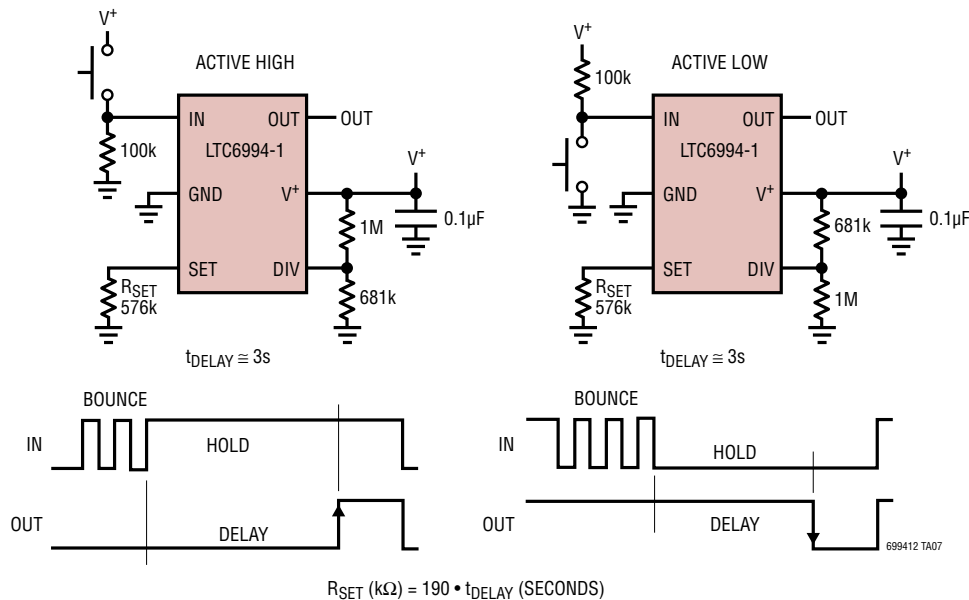 V+
ACTIVE HIGH
100k
IN
OUT
OUT
LTC6994-1
GND
V+
V+
1M
0.1µF
SET
DIV
RSET
576k
681k
tDELAY ≅ 3s
V+
ACTIVE LOW
100k
IN
OUT
OUT
LTC6994-1
GND
V+
V+
681k
0.1µF
SET
DIV
RSET
576k
1M
tDELAY ≅ 3s
BOUNCE
IN
HOLD
OUT
DELAY
BOUNCE
IN
HOLD
OUT
DELAY
699412 TA07
RSET (kΩ) = 190 • tDELAY (SECONDS)